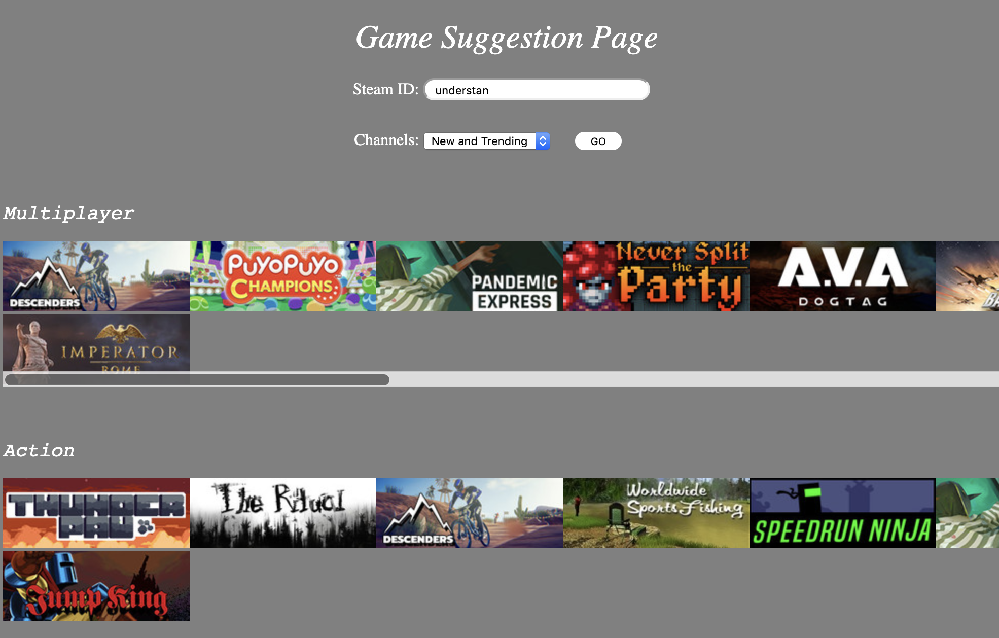 Game Suggestion Page
Steam ID: understan
Channels: New and Trending GO
Multiplayer
DESCENDERS
PUYOPUYO
CHAMPIONS
PANDEMIC
EXPRESS
Never Split
the
Party
A.V.A
DOGTAG
BA
IMPERATOR
ROME
Action
THUNDER
PAW
The Ritual
DESCENDERS
Worldwide
Sports Fishing
SPEEDRUN NINJA
Jump King